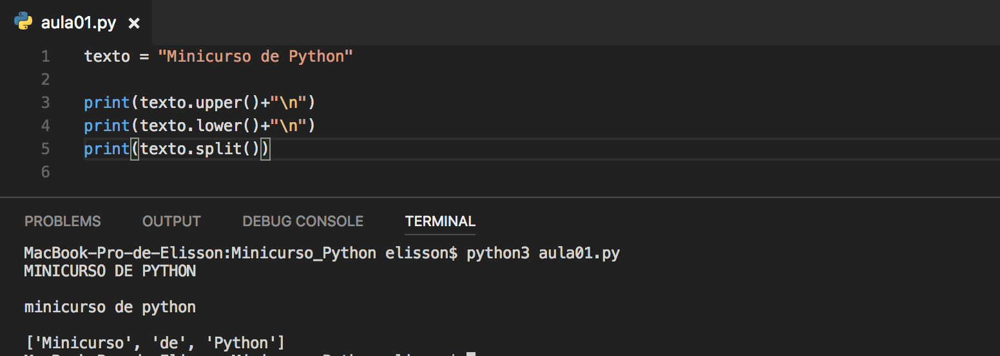 aula01.py ×
1 texto = "Minicurso de Python"
2
3 print(texto.upper()+"\n")
4 print(texto.lower()+"\n")
5 print(texto.split())
6
PROBLEMS OUTPUT DEBUG CONSOLE TERMINAL
MacBook-Pro-de-Elisson:Minicurso_Python elisson$ python3 aula01.py
MINICURSO DE PYTHON
minicurso de python
['Minicurso', 'de', 'Python']